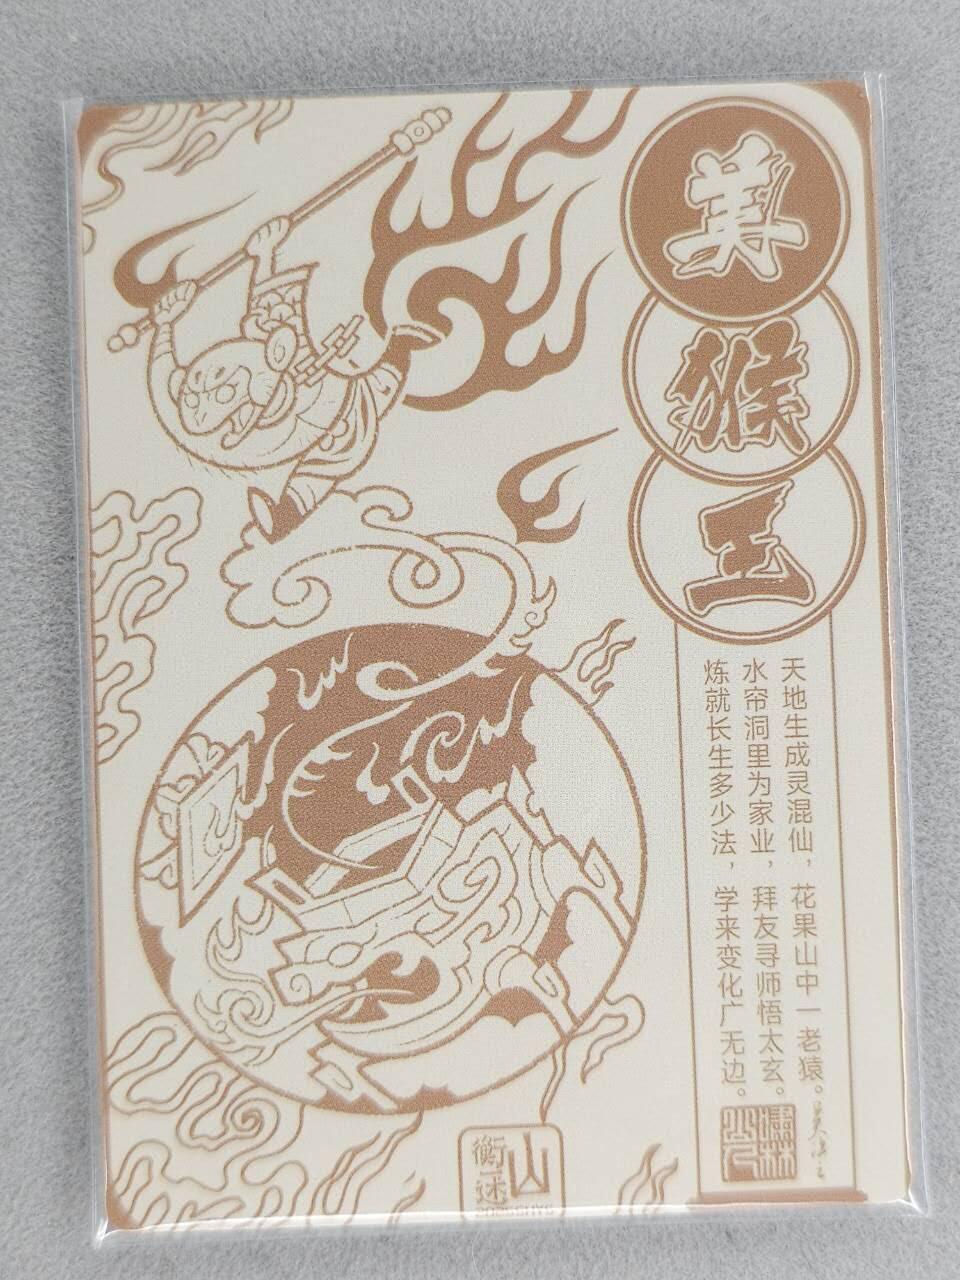 美猴王
天地生成灵混仙，花果山中一老猿。
水帘洞里为家业，拜友寻师悟太玄。
炼就长生多少法，学来变化广无边。
衡山